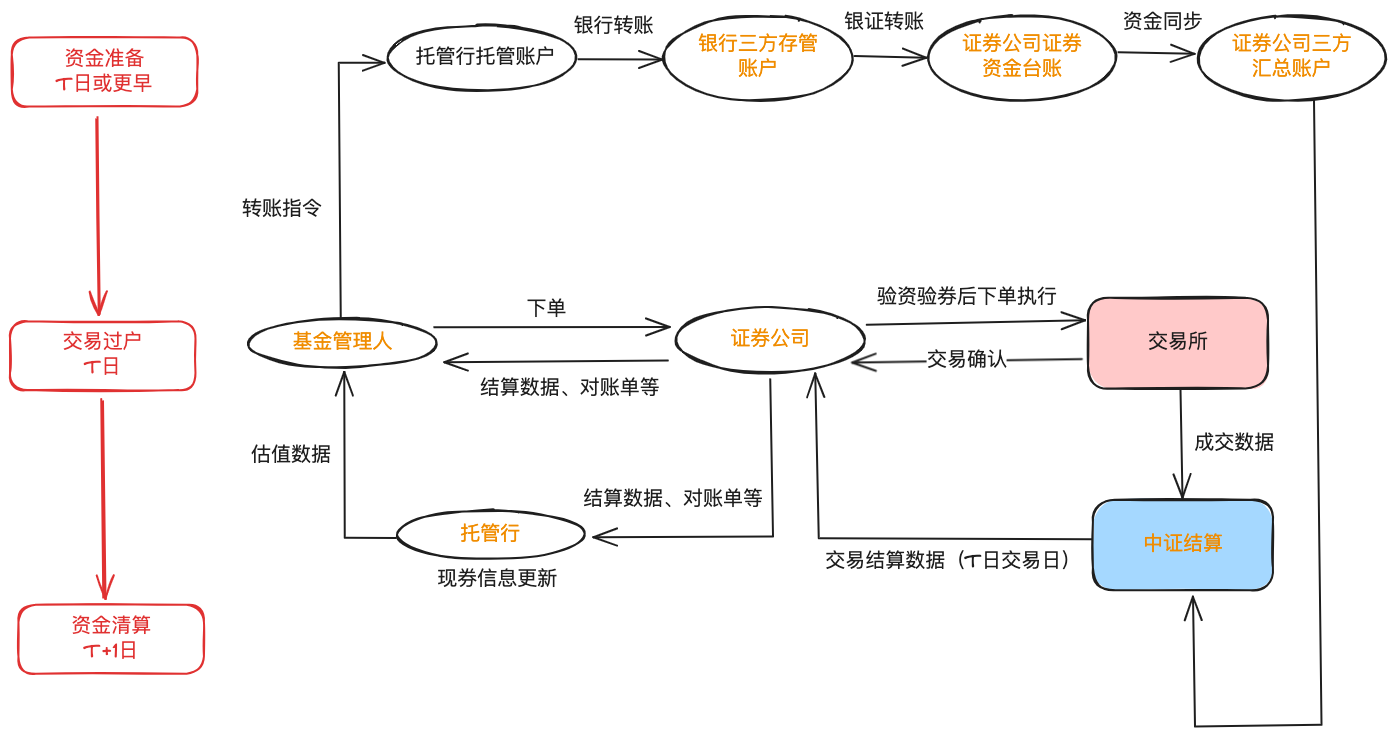 资金准备
T日或更早
托管行托管账户
银行转账
银行三方存管
账户
银证转账
证券公司证券
资金台账
资金同步
证券公司三方
汇总账户
转账指令
交易过户
T日
基金管理人
下单
结算数据、对账单等
证券公司
验资验券后下单执行
交易确认
交易所
成交数据
估值数据
结算数据、对账单等
托管行
现券信息更新
交易结算数据（T日交易日）
中证结算
资金清算
T+1日